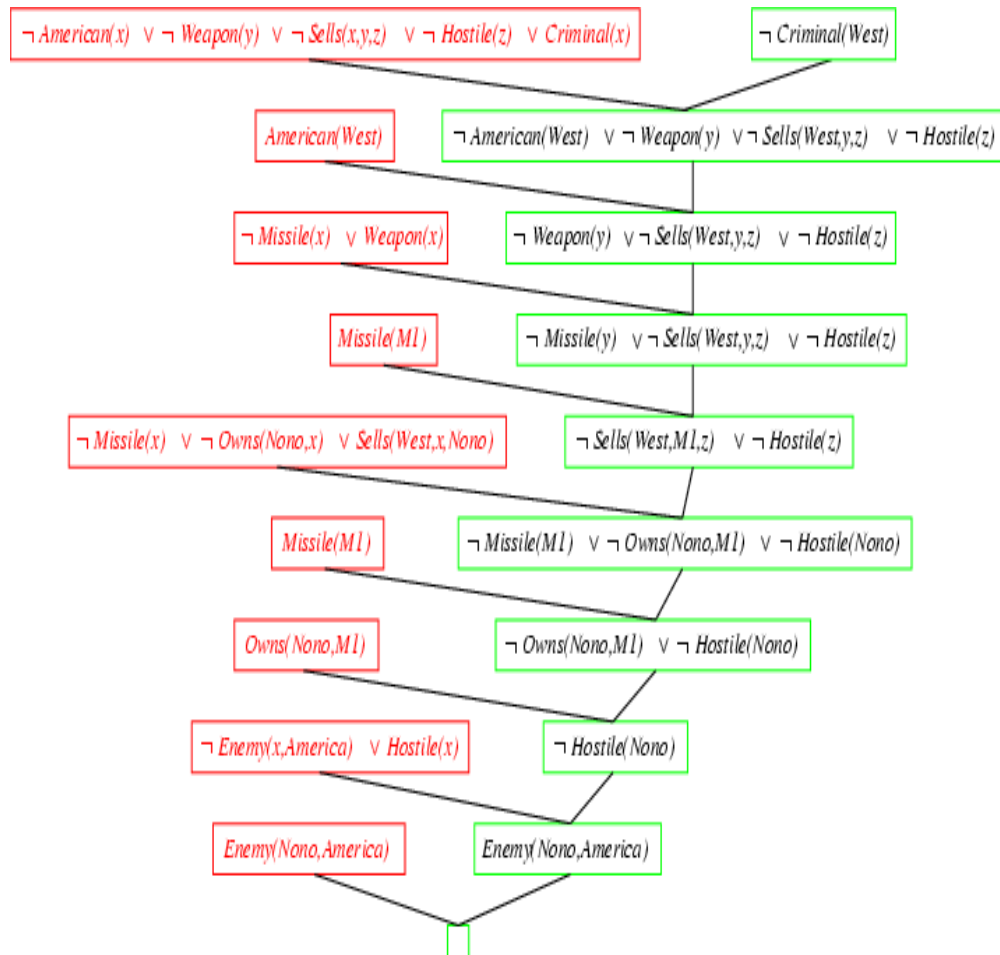 ¬ American(x) ∨ ¬ Weapon(y) ∨ ¬ Sells(x,y,z) ∨ ¬ Hostile(z) ∨ Criminal(x)
¬ Criminal(West)
American(West)
¬ American(West) ∨ ¬ Weapon(y) ∨ ¬ Sells(West,y,z) ∨ ¬ Hostile(z)
¬ Missile(x) ∨ Weapon(x)
¬ Weapon(y) ∨ ¬ Sells(West,y,z) ∨ ¬ Hostile(z)
Missile(M1)
¬ Missile(y) ∨ ¬ Sells(West,y,z) ∨ ¬ Hostile(z)
¬ Missile(x) ∨ ¬ Owns(Nono,x) ∨ Sells(West,x,Nono)
¬ Sells(West,M1,z) ∨ ¬ Hostile(z)
Missile(M1)
¬ Missile(M1) ∨ ¬ Owns(Nono,M1) ∨ ¬ Hostile(Nono)
Owns(Nono,M1)
¬ Owns(Nono,M1) ∨ ¬ Hostile(Nono)
¬ Enemy(x,America) ∨ Hostile(x)
¬ Hostile(Nono)
Enemy(Nono,America)
Enemy(Nono,America)